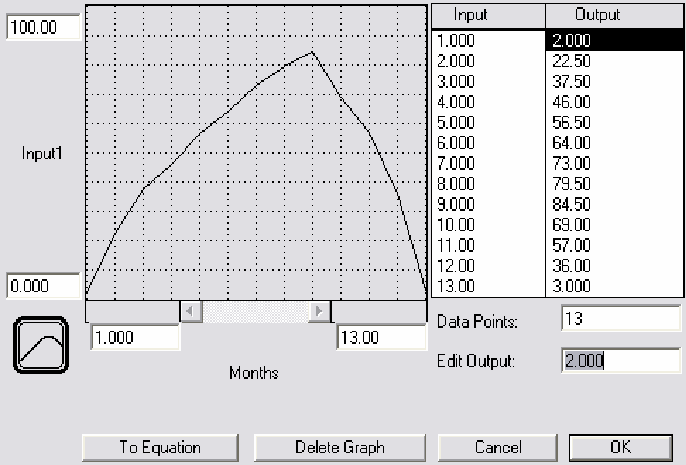 100.00
Input1
0.000
1.000
13.00
Months
Input Output
1.000 2.000
2.000 22.50
3.000 37.50
4.000 46.00
5.000 56.50
6.000 64.00
7.000 73.00
8.000 79.50
9.000 84.50
10.00 69.00
11.00 57.00
12.00 36.00
13.00 3.000
Data Points: 13
Edit Output: 2.000
To Equation Delete Graph Cancel OK